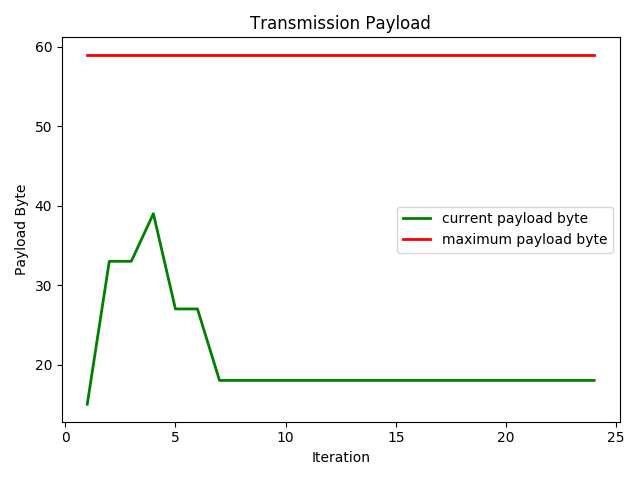 Transmission Payload
60
50
40
30
20
Payload Byte
current payload byte
maximum payload byte
0 5 10 15 20 25
Iteration